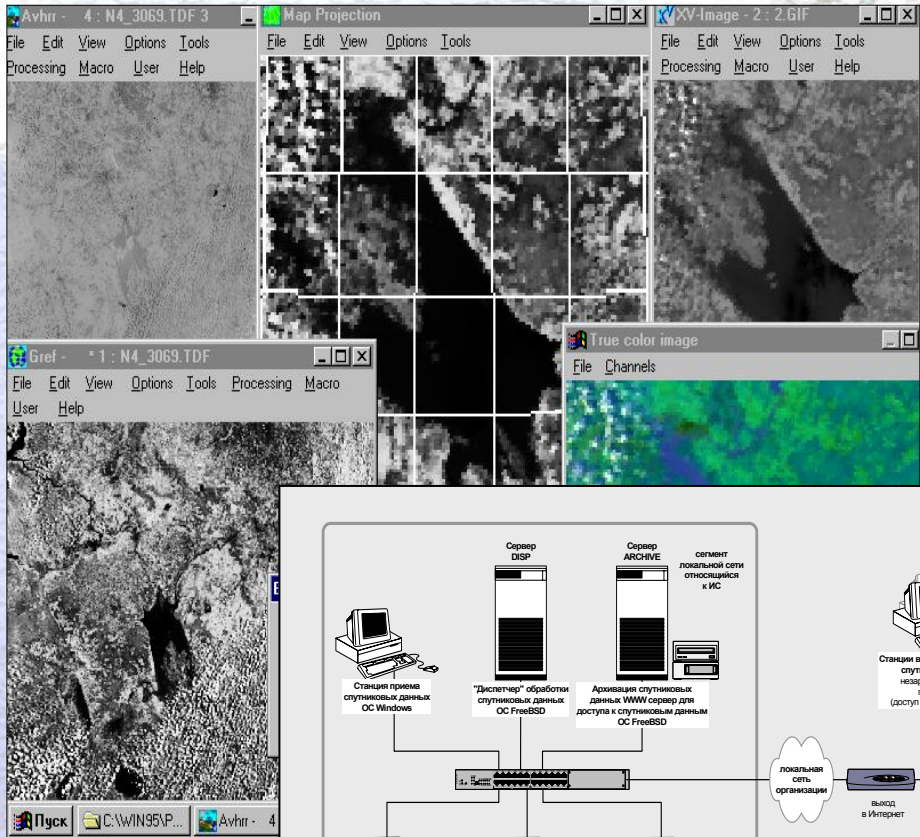 Avhrr - 4 : N4_3069.TDF 3
File Edit View Options Tools
Processing Macro User Help
Map Projection
File Edit View Options Tools
XV-Image - 2 : 2.GIF
File Edit View Options Tools
Processing Macro User Help
Gref - * 1 : N4_3069.TDF
File Edit View Options Tools Processing Macro
User Help
True color image
File Channels
Сервер
DISP
Сервер
ARCHIVE
сегмент
локальной сети
относящийся
к ИС
Станция приема
спутниковых данных
ОС Windows
"Диспетчер" обработки
спутниковых данных
ОС FreeBSD
Архивация спутниковых
данных WWW сервер для
доступа к спутниковым данным
ОС FreeBSD
Станции в
спутн
незар
(доступ
локальная
сеть
организации
выход
в Интернет
Пуск C:\WIN95\P... Avhrr - 4